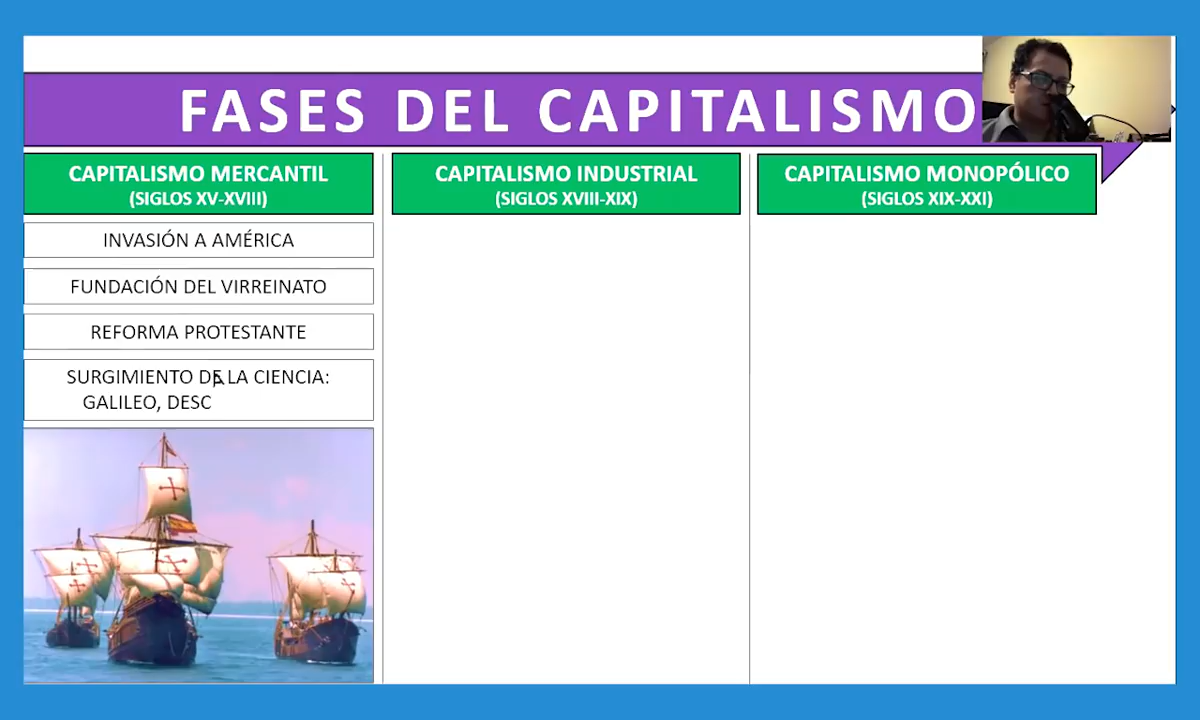 FASES DEL CAPITALISMO
CAPITALISMO MERCANTIL
(SIGLOS XV-XVIII)
INVASIÓN A AMÉRICA
FUNDACIÓN DEL VIRREINATO
REFORMA PROTESTANTE
SURGIMIENTO DE LA CIENCIA:
GALILEO, DESC
CAPITALISMO INDUSTRIAL
(SIGLOS XVIII-XIX)
CAPITALISMO MONOPÓLICO
(SIGLOS XIX-XXI)